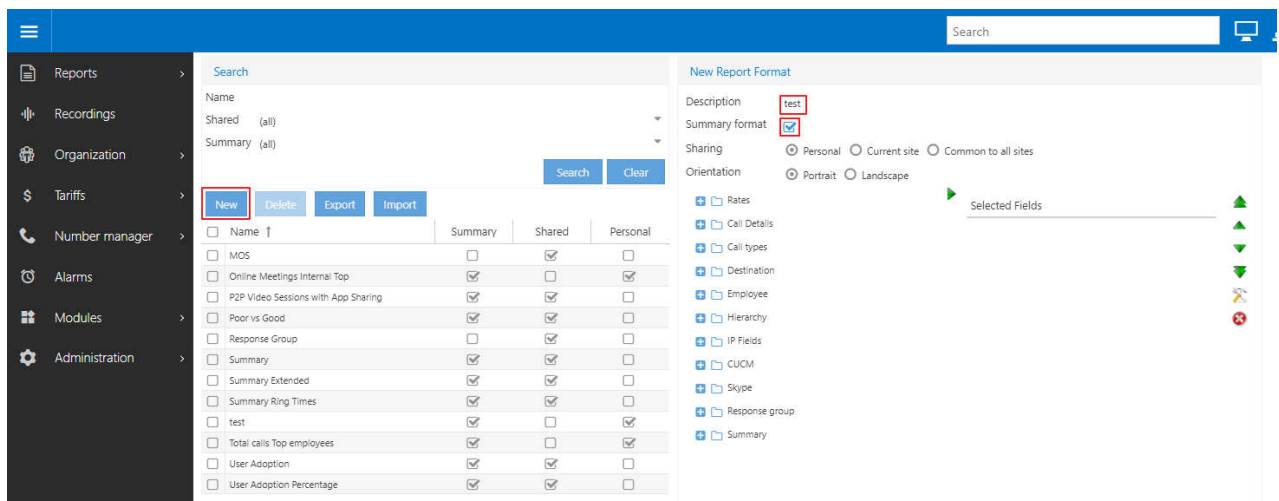 Search
Reports
Recordings
Organization
Tariffs
Number manager
Alarms
Modules
Administration
Search
Name
Shared (all)
Summary (all)
Search Clear
New Delete Export Import
Name ↑ Summary Shared Personal
MOS
Online Meetings Internal Top
P2P Video Sessions with App Sharing
Poor vs Good
Response Group
Summary
Summary Extended
Summary Ring Times
test
Total calls Top employees
User Adoption
User Adoption Percentage
New Report Format
Description test
Summary format
Sharing Personal Current site Common to all sites
Orientation Portrait Landscape
Rates
Call Details
Call types
Destination
Employee
Hierarchy
IP Fields
CUCM
Skype
Response group
Summary
Selected Fields